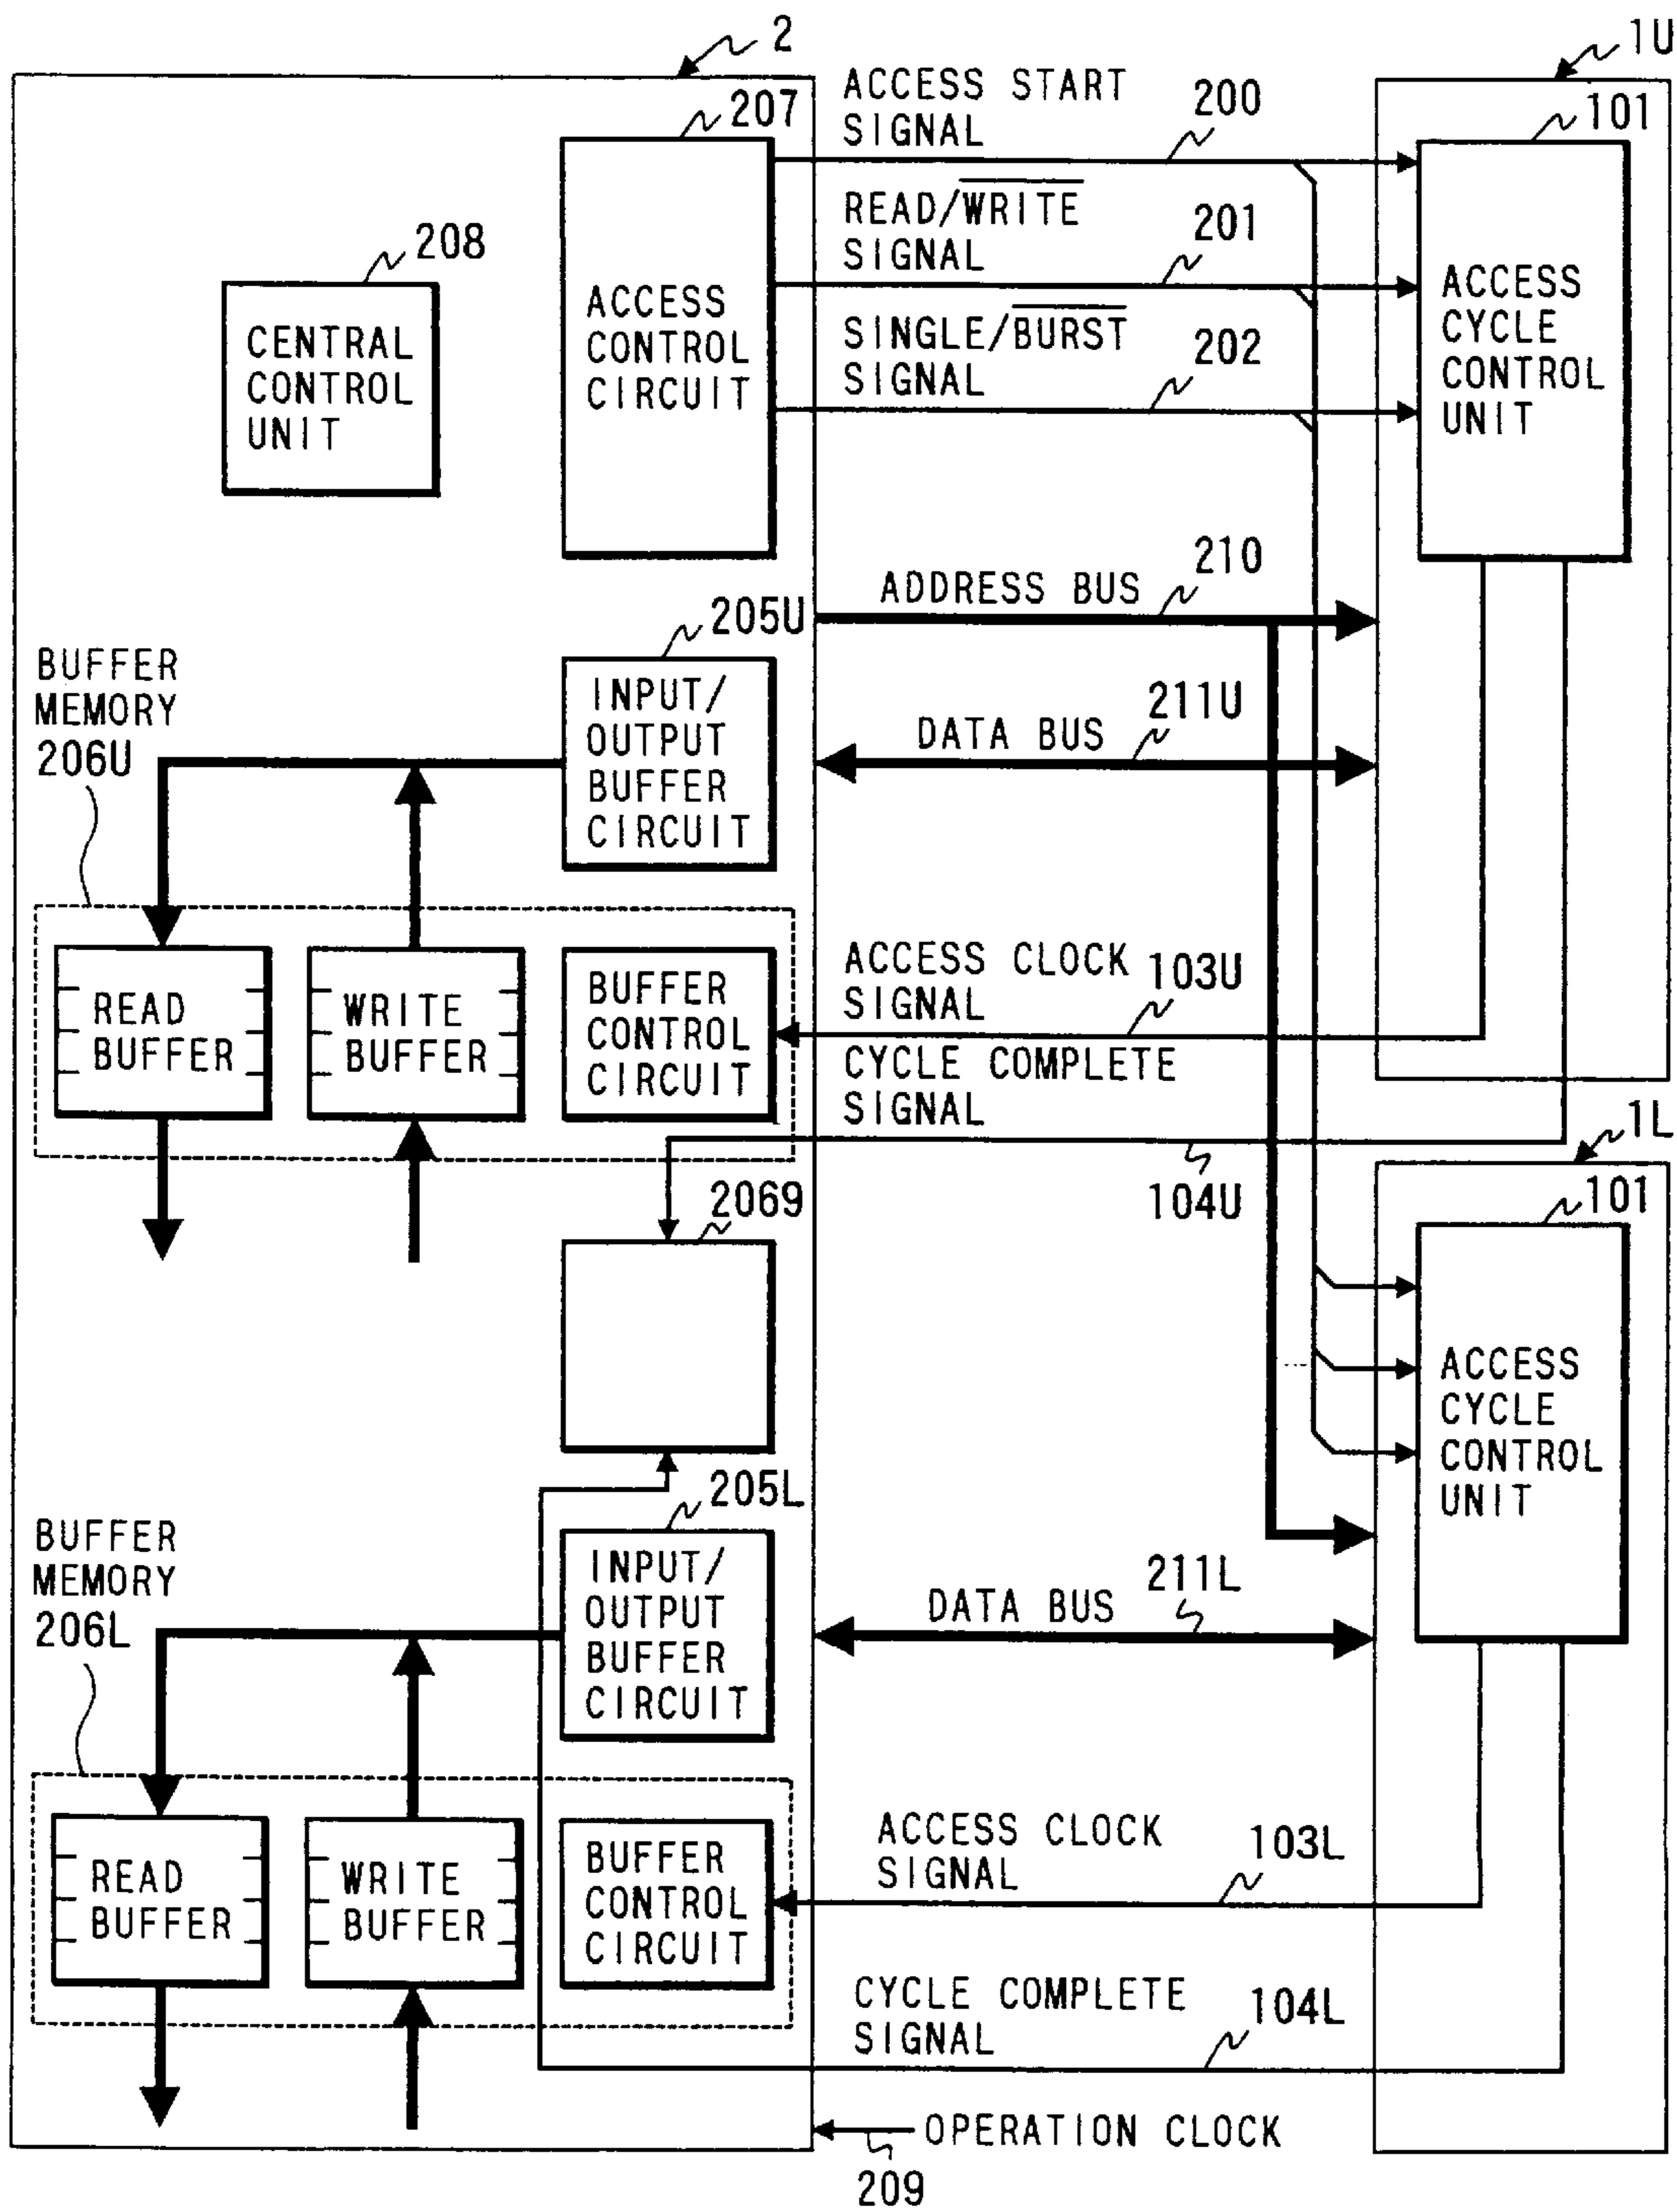 2
1U
ACCESS START
SIGNAL
200
207
101
READ/WRITE
SIGNAL
201
208
SINGLE/BURST
SIGNAL
202
CENTRAL
CONTROL
UNIT
ACCESS
CONTROL
CIRCUIT
ACCESS
CYCLE
CONTROL
UNIT
ADDRESS BUS
210
205U
BUFFER
MEMORY
206U
INPUT/
OUTPUT
BUFFER
CIRCUIT
DATA BUS
211U
READ
BUFFER
WRITE
BUFFER
BUFFER
CONTROL
CIRCUIT
ACCESS CLOCK
SIGNAL
103U
CYCLE COMPLETE
SIGNAL
104U
1L
2069
101
ACCESS
CYCLE
CONTROL
UNIT
205L
BUFFER
MEMORY
206L
INPUT/
OUTPUT
BUFFER
CIRCUIT
DATA BUS
211L
READ
BUFFER
WRITE
BUFFER
BUFFER
CONTROL
CIRCUIT
ACCESS CLOCK
SIGNAL
103L
CYCLE COMPLETE
SIGNAL
104L
OPERATION CLOCK
209